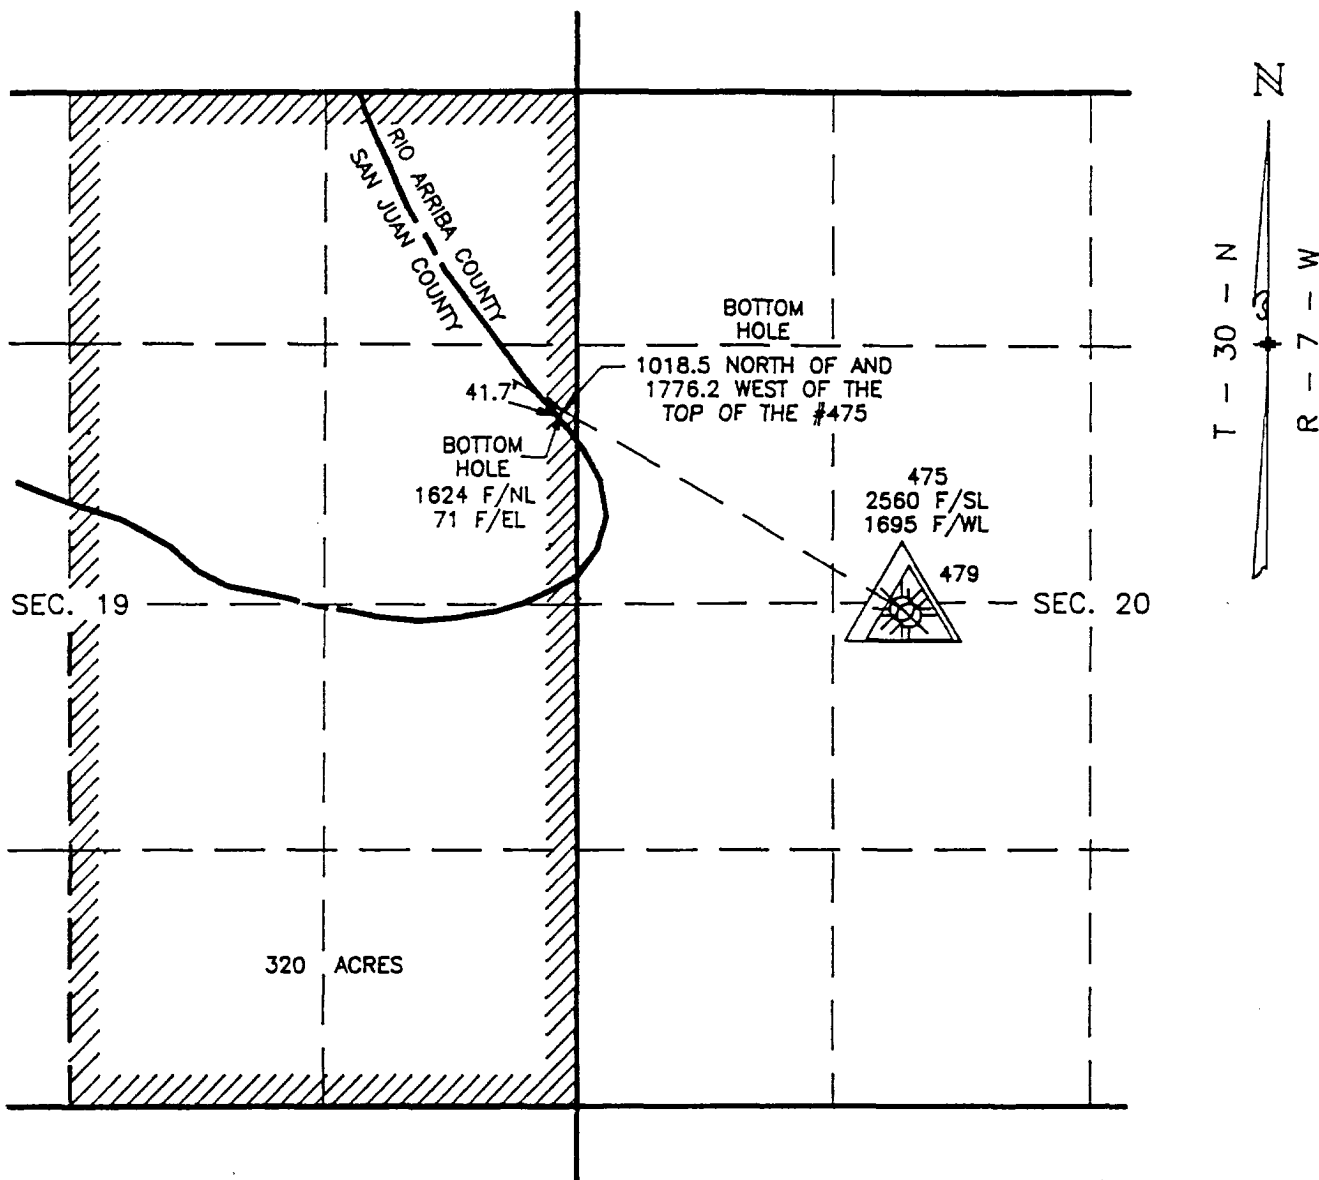 N
RIO ARRIBA COUNTY
SAN JUAN COUNTY
T - 30 - N
R - 7 - W
BOTTOM
HOLE
1018.5 NORTH OF AND
1776.2 WEST OF THE
TOP OF THE #475
41.7'
BOTTOM
HOLE
1624 F/NL
71 F/EL
475
2560 F/SL
1695 F/WL
479
SEC. 19
SEC. 20
320 ACRES